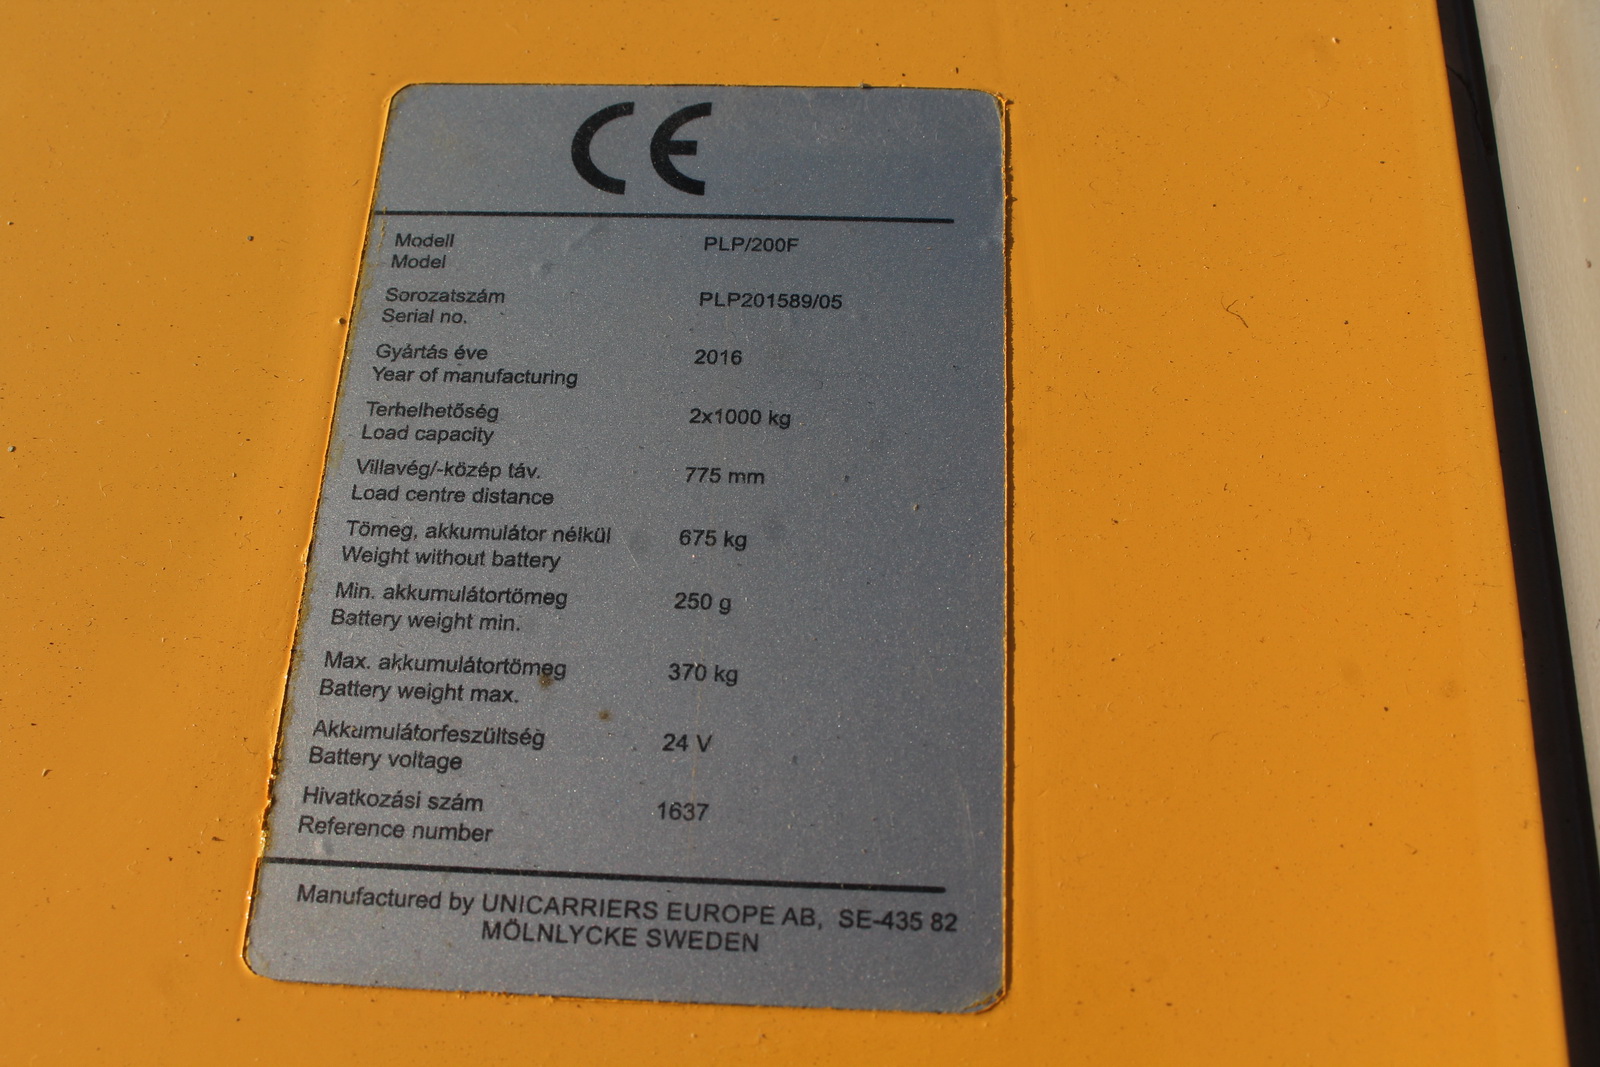 CE
Modell PLP/200F
Model
Sorozatszám PLP201589/05
Serial no.
Gyártás éve 2016
Year of manufacturing
Terhelhetőség 2x1000 kg
Load capacity
Villavég/-közép táv. 775 mm
Load centre distance
Tömeg, akkumulátor nélkül 675 kg
Weight without battery
Min. akkumulátortömeg 250 g
Battery weight min.
Max. akkumulátortömeg 370 kg
Battery weight max.
Akkumulátorfeszültség 24 V
Battery voltage
Hivatkozási szám 1637
Reference number
Manufactured by UNICARRIERS EUROPE AB, SE-435 82
MÖLNLYCKE SWEDEN